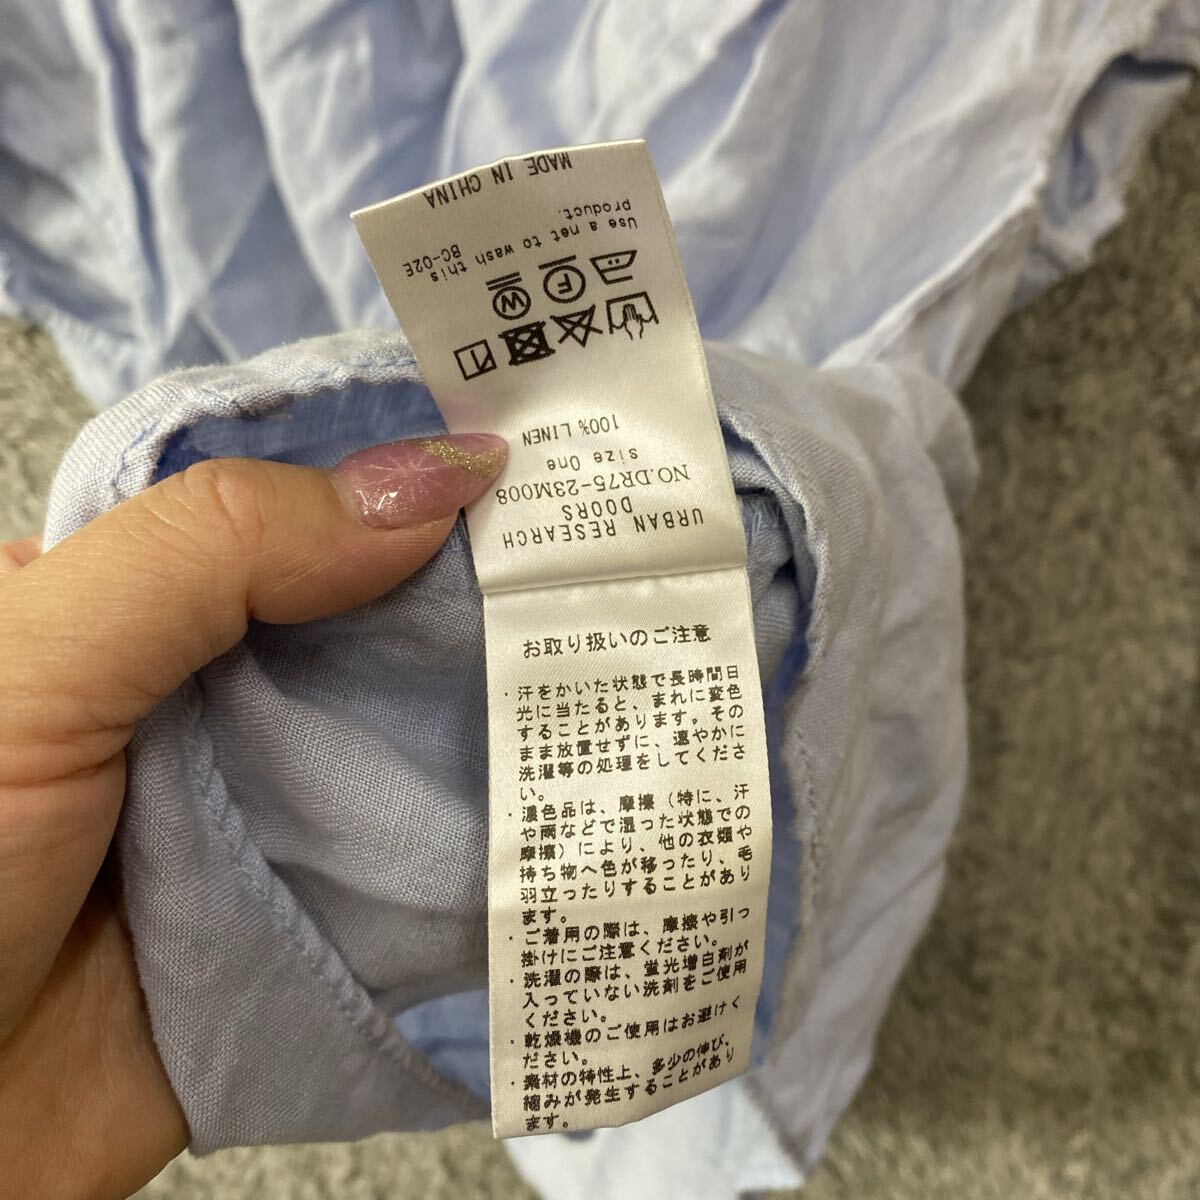 URBAN RESEARCH
DOORS
NO.DR75-23M008
size One
100% LINEN
W F
BC-02E
Use a net to wash this
product.
MADE IN CHINA
お取り扱いのご注意
・汗をかいた状態で長時間日
光に当たると、まれに変色
することがあります。その
まま放置せずに、速やかに
洗濯等の処理をしてくださ
い。
・濃色品は、摩擦（特に、汗
や雨などで湿った状態での
摩擦）により、他の衣類や
持ち物へ色が移ったり、毛
羽立ったりすることがあり
ます。
・ご着用の際は、摩擦や引っ
掛けにご注意ください。
・洗濯の際は、蛍光増白剤が
入っていない洗剤をご使用
ください。
・乾燥機のご使用はお避けく
ださい。
・素材の特性上、多少の伸び、
縮みが発生することがあり
ます。